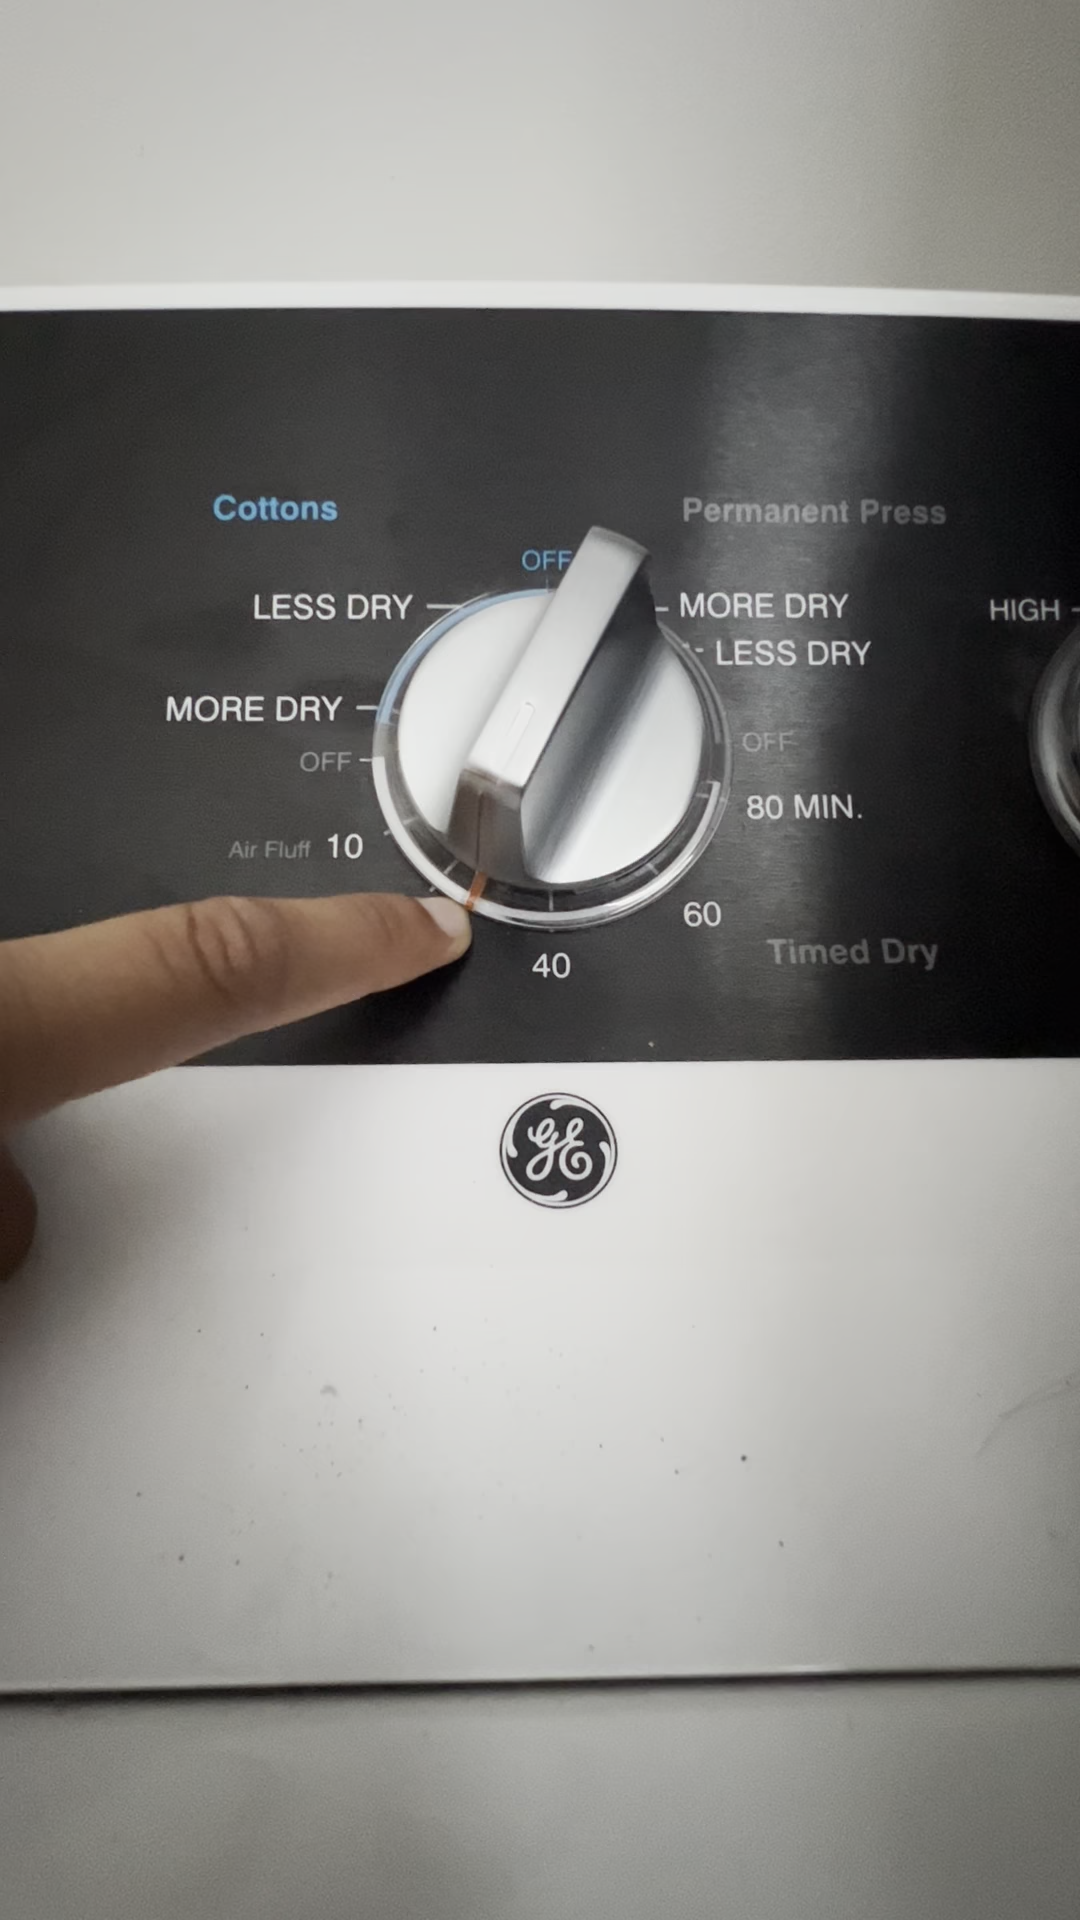 Cottons
Permanent Press
OFF
LESS DRY
MORE DRY
HIGH
LESS DRY
MORE DRY
OFF
OFF
80 MIN.
Air Fluff 10
60
Timed Dry
40
GE